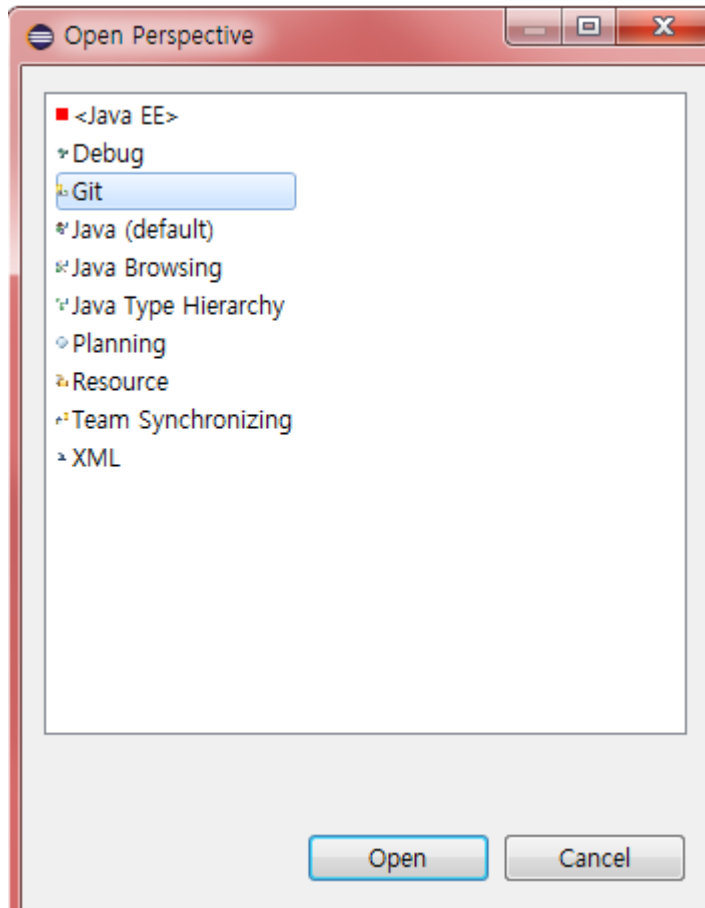 Open Perspective
<Java EE>
Debug
Git
Java (default)
Java Browsing
Java Type Hierarchy
Planning
Resource
Team Synchronizing
XML
Open
Cancel